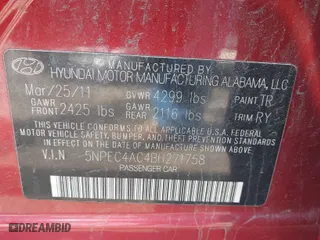 MANUFACTURED BY
HYUNDAI MOTOR MANUFACTURING ALABAMA, LLC
Mar/25/11 GVWR 4299 lbs PAINT TR
GAWR FRONT 2425 lbs GAWR REAR 2116 lbs TRIM RY
THIS VEHICLE CONFORMS TO ALL APPLICABLE FEDERAL MOTOR VEHICLE
SAFETY, BUMPER, AND THEFT PREVENTION STANDARDS
IN EFFECT ON THE DATE OF MANUFACTURE SHOWN ABOVE.
V.I.N 5NPEC4AC4BH271758
PASSENGER CAR